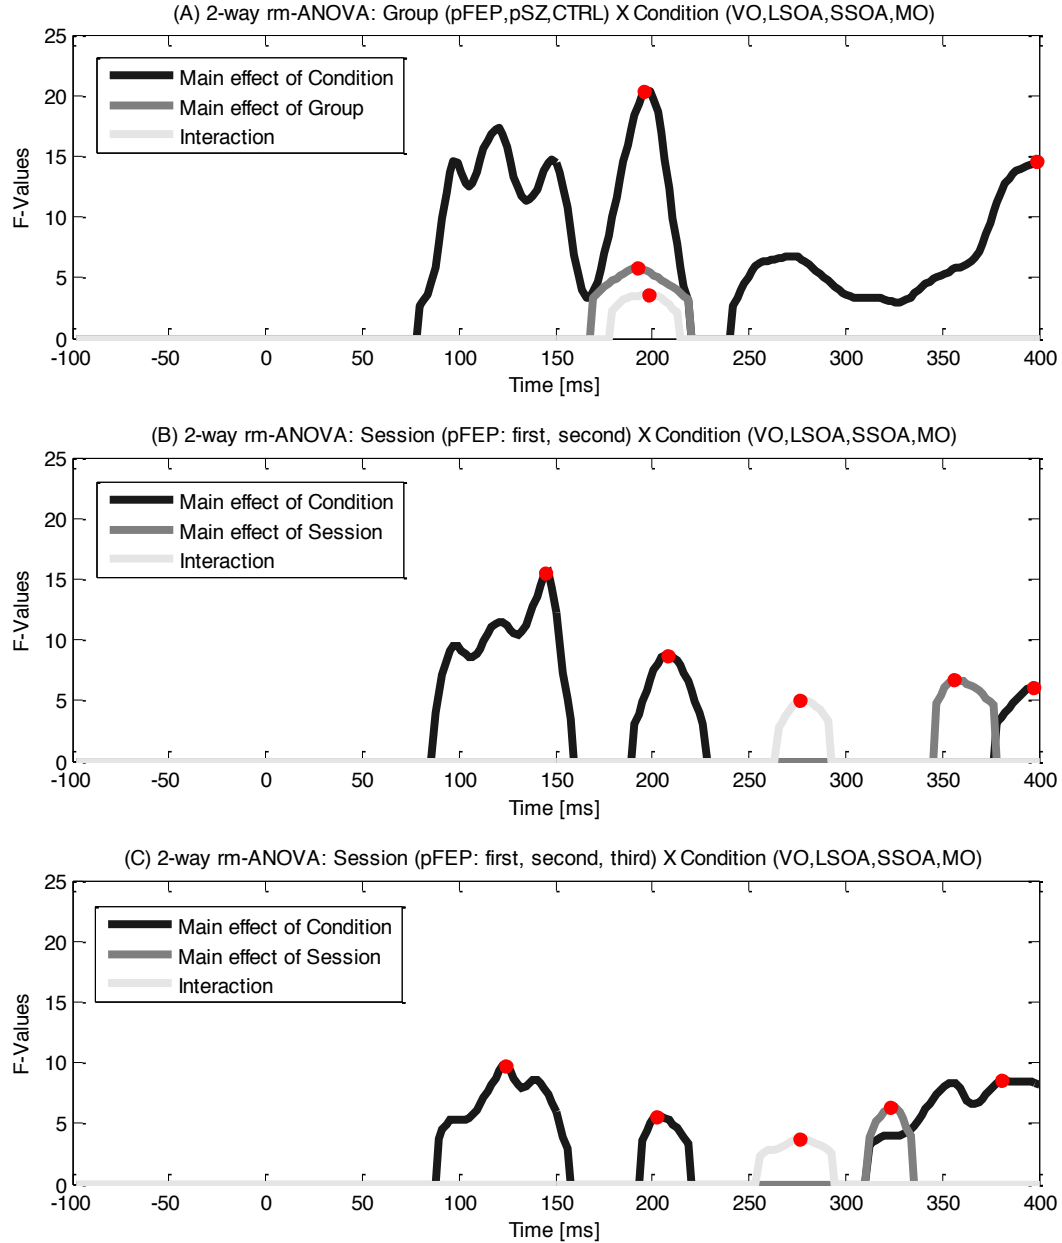 (A) 2-way rm-ANOVA: Group (pFEP,pSZ,CTRL) X Condition (VO,LSOA,SSOA,MO)
25
20
15
10
5
0
F-Values
Main effect of Condition
Main effect of Group
Interaction
-100 -50 0 50 100 150 200 250 300 350 400
Time [ms]
(B) 2-way rm-ANOVA: Session (pFEP: first, second) X Condition (VO,LSOA,SSOA,MO)
25
20
15
10
5
0
F-Values
Main effect of Condition
Main effect of Session
Interaction
-100 -50 0 50 100 150 200 250 300 350 400
Time [ms]
(C) 2-way rm-ANOVA: Session (pFEP: first, second, third) X Condition (VO,LSOA,SSOA,MO)
25
20
15
10
5
0
F-Values
Main effect of Condition
Main effect of Session
Interaction
-100 -50 0 50 100 150 200 250 300 350 400
Time [ms]